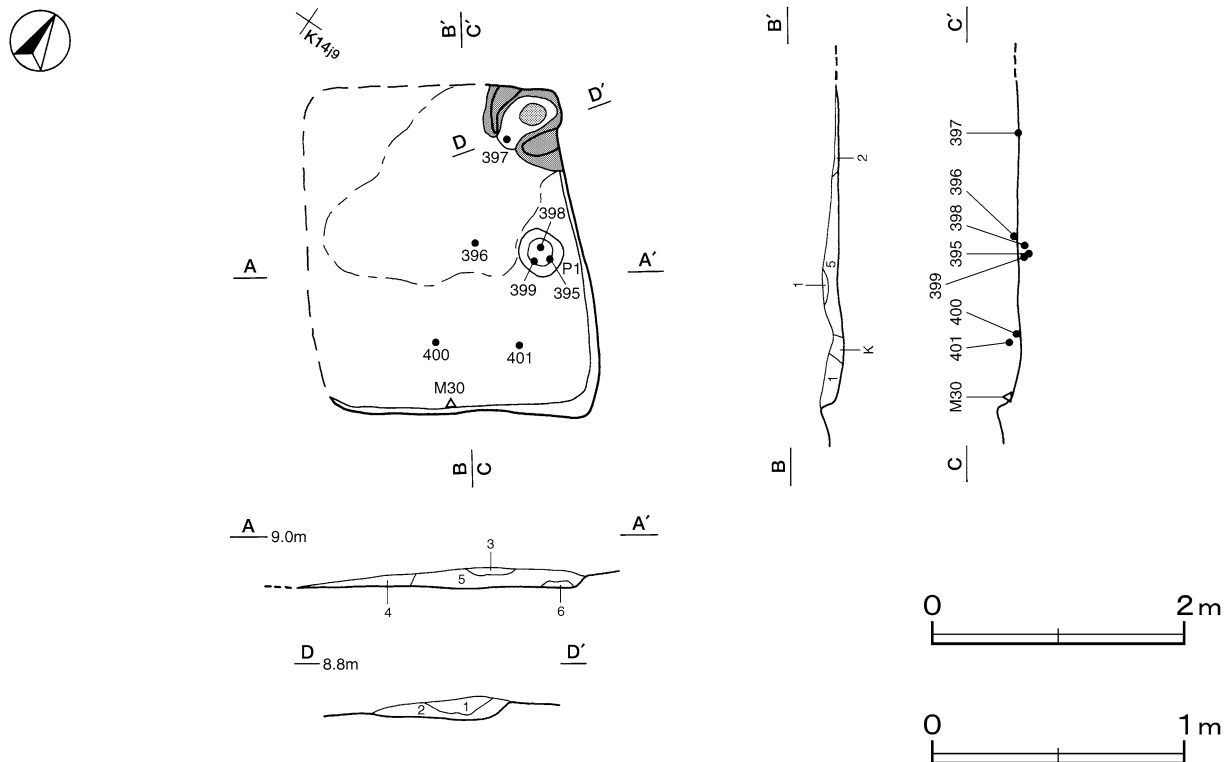 K14j9
B′ C′
D′
D
397
398
396
P1
399 395
A A′
400 401
M30
B C
B′
2
5
1
K
1
B
C′
397
396
398
395
399
400
401
M30
C
A 9.0m A′
3
5
4 6
D 8.8m D′
1
2
0 2m
0 1m